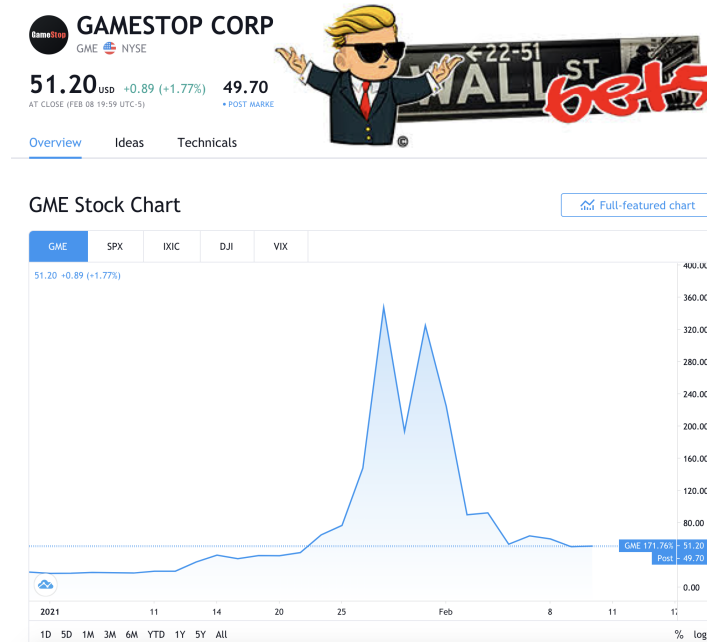 GameStop
GAMESTOP CORP
GME NYSE
51.20 USD +0.89 (+1.77%) 49.70
AT CLOSE (FEB 08 19:59 UTC-5) • POST MARKE
22-51
WALL ST
bets
©
Overview Ideas Technicals
GME Stock Chart
Full-featured chart
GME SPX IXIC DJI VIX
51.20 +0.89 (+1.77%)
400.00
360.00
320.00
280.00
240.00
200.00
160.00
120.00
80.00
GME 171.76% 51.20
Post 49.70
0.00
2021 11 14 20 25 Feb 8 11 17
1D 5D 1M 3M 6M YTD 1Y 5Y All % log